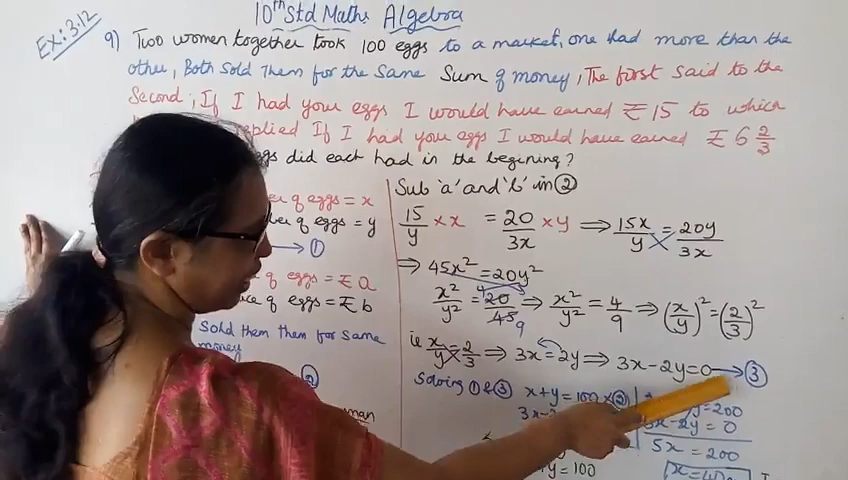 10th Std Maths Algebra
Ex: 3.12
9) Two women together took 100 eggs to a market, one had more than the
other, Both sold them for the same Sum of money, The first said to the
Second; If I had your eggs I would have earned ₹ 15 to which
replied If I had your eggs I would have earned ₹ 6 2/3
eggs did each had in the begining?
of eggs = x
of eggs = y
→ ①
of eggs = ₹ a
of eggs = ₹ b
Sold them them for same
money
②
Sub 'a' and 'b' in ②
15/y × x = 20/3x × y ⇒ 15x/y = 20y/3x
⇒ 45x² = 20y²
x²/y² = 20/45 4/9 ⇒ x²/y² = 4/9 ⇒ (x/y)² = (2/3)²
ie x/y = 2/3 ⇒ 3x = 2y ⇒ 3x - 2y = 0 → ③
Solving ① & ③ x + y = 100 × ②
y = 200
3x - 2y = 0
5x = 200
x = 40
y = 100